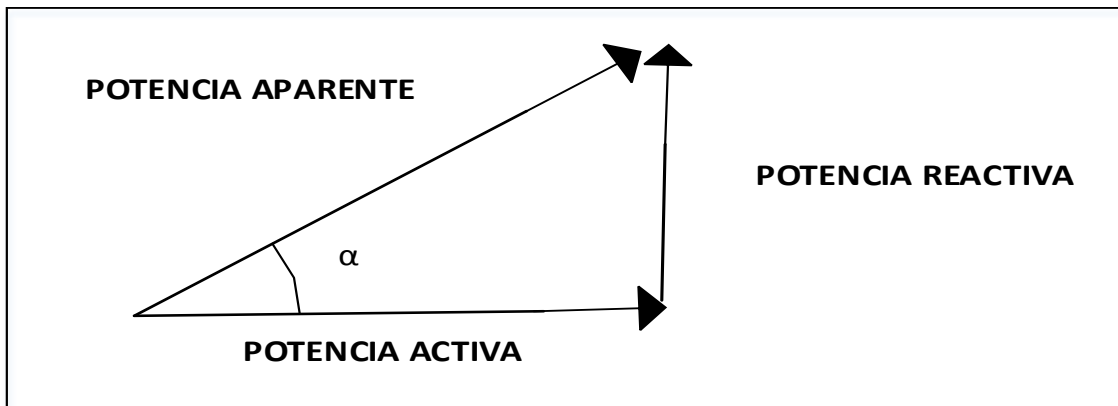 POTENCIA APARENTE
POTENCIA REACTIVA
α
POTENCIA ACTIVA